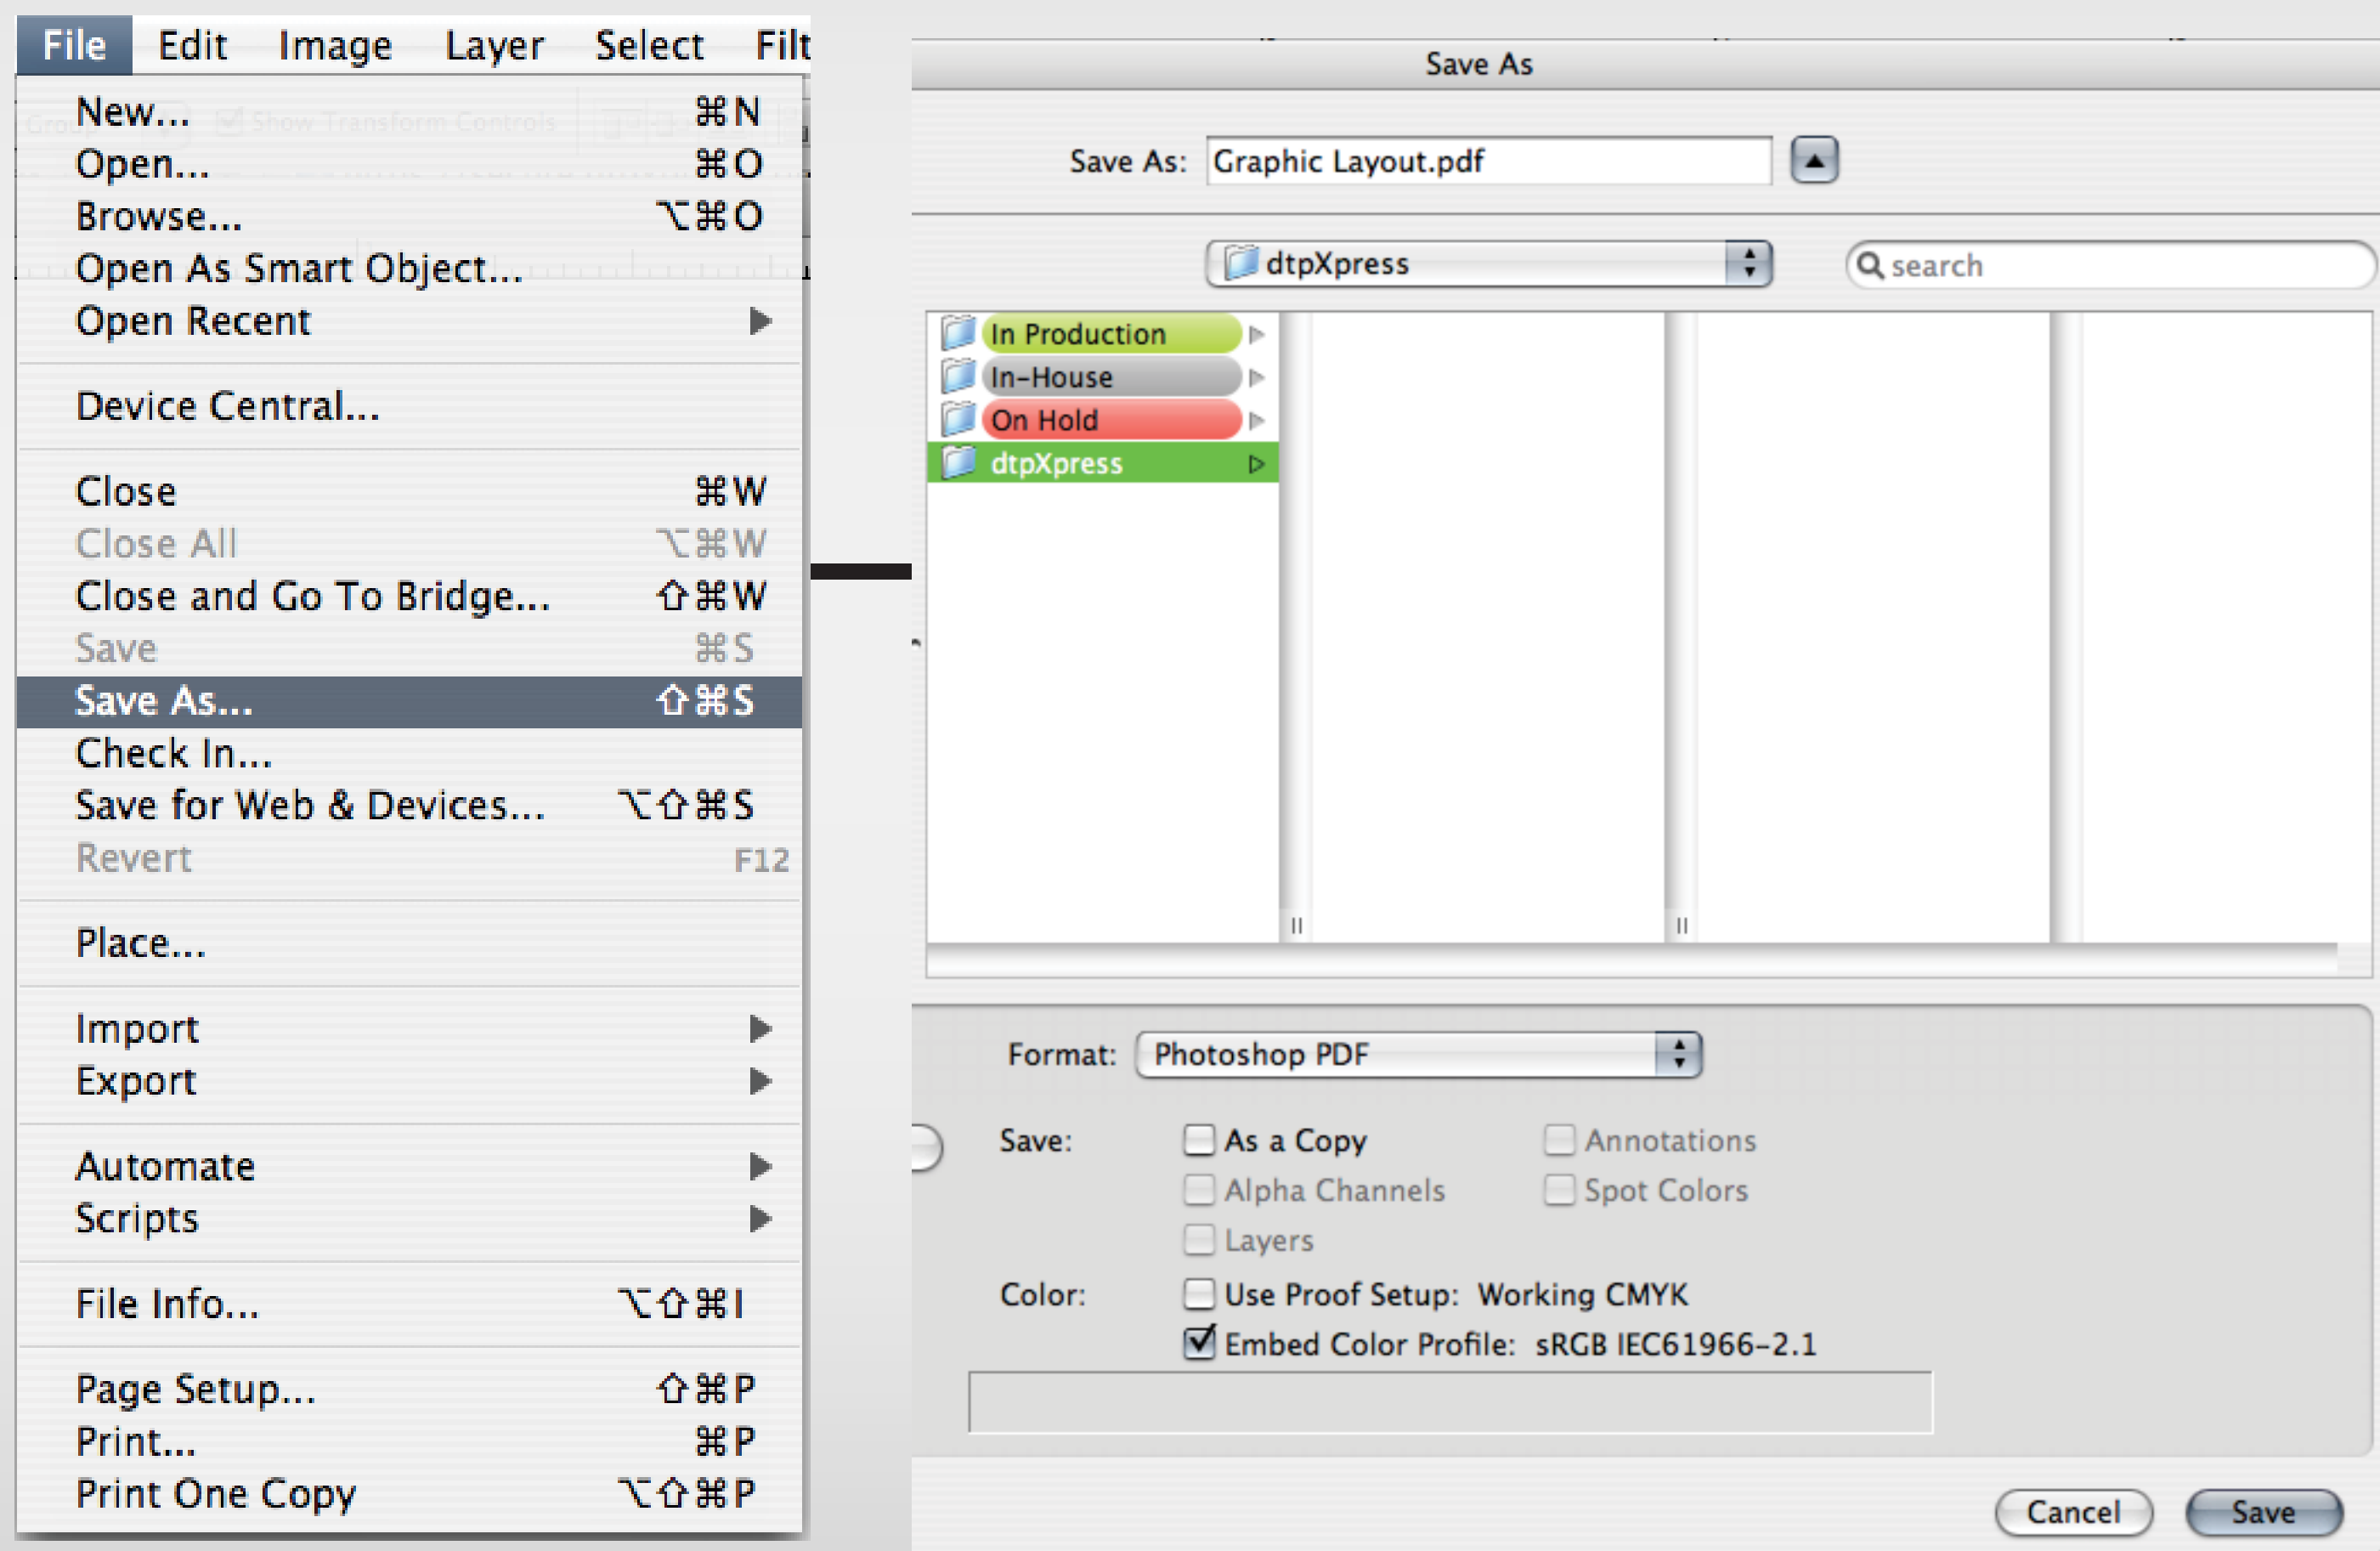 File Edit Image Layer Select Filt
New... ⌘N
Open... ⌘O
Browse... ⌥⌘O
Open As Smart Object...
Open Recent
Device Central...
Close ⌘W
Close All ⌥⌘W
Close and Go To Bridge... ⇧⌘W
Save ⌘S
Save As... ⇧⌘S
Check In...
Save for Web & Devices... ⌥⇧⌘S
Revert F12
Place...
Import
Export
Automate
Scripts
File Info... ⌥⇧⌘I
Page Setup... ⇧⌘P
Print... ⌘P
Print One Copy ⌥⇧⌘P
Group Show Transform Controls
Save As
Save As: Graphic Layout.pdf
dtpXpress search
In Production
In-House
On Hold
dtpXpress
Format: Photoshop PDF
Save: As a Copy Annotations
Alpha Channels Spot Colors
Layers
Color: Use Proof Setup: Working CMYK
Embed Color Profile: sRGB IEC61966-2.1
Cancel Save